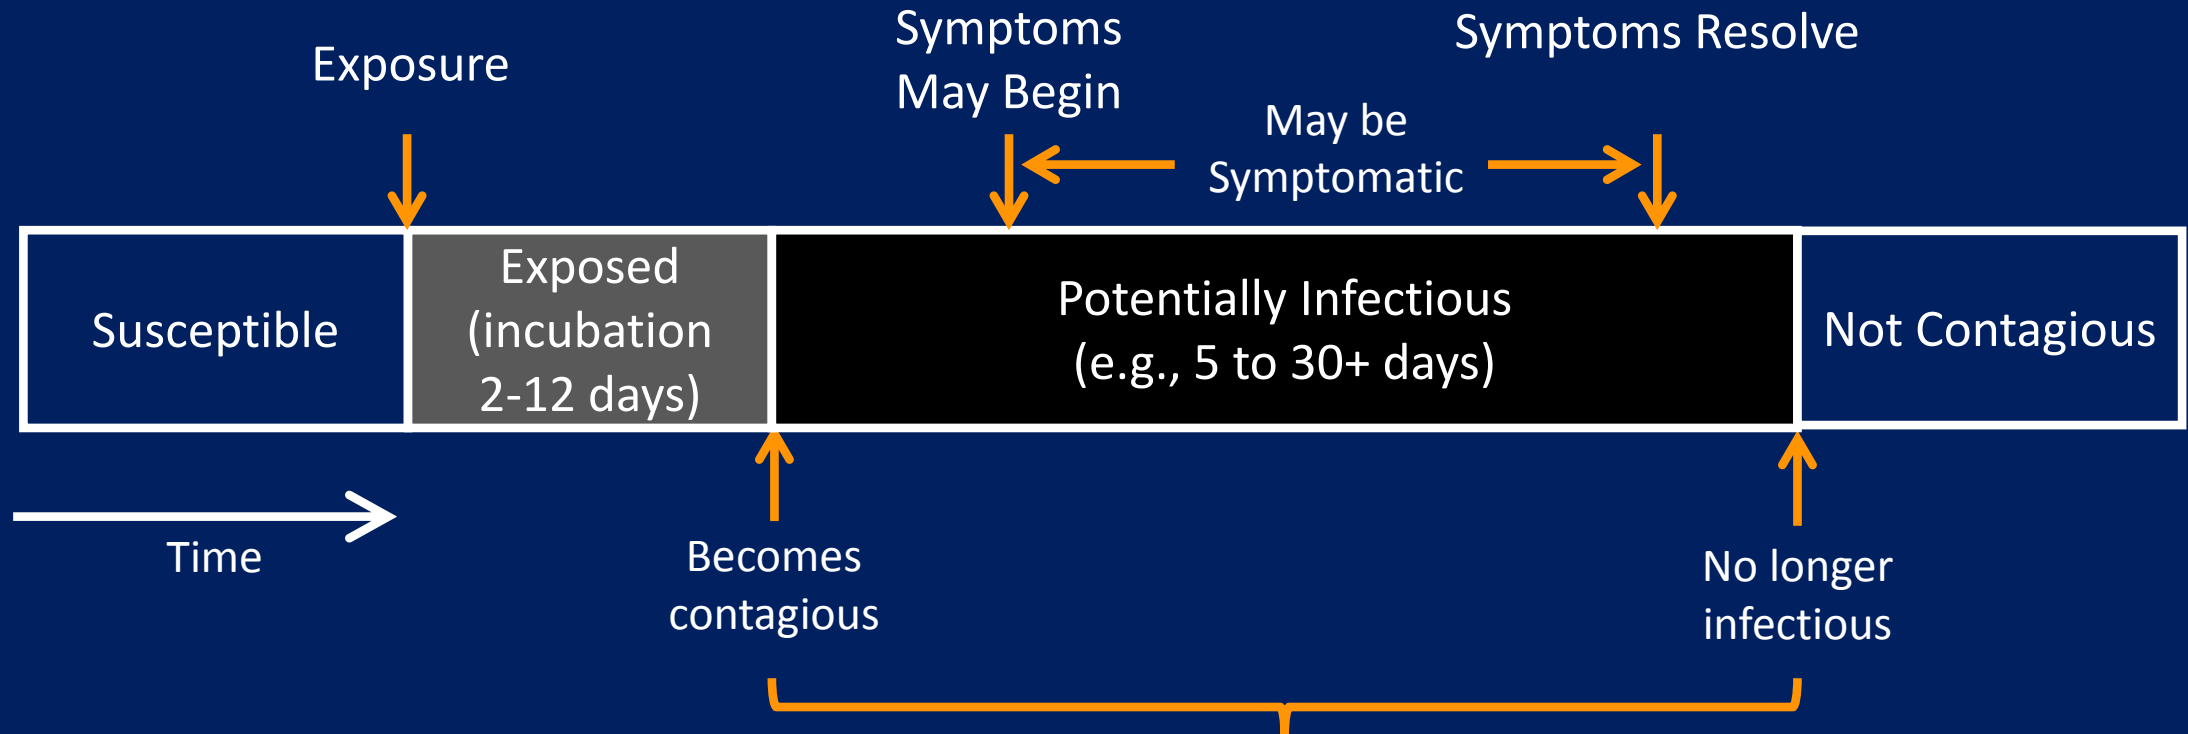 Exposure
Symptoms
May Begin
Symptoms Resolve
May be
Symptomatic
Susceptible
Exposed
(incubation
2-12 days)
Potentially Infectious
(e.g., 5 to 30+ days)
Not Contagious
Time
Becomes
contagious
No longer
infectious